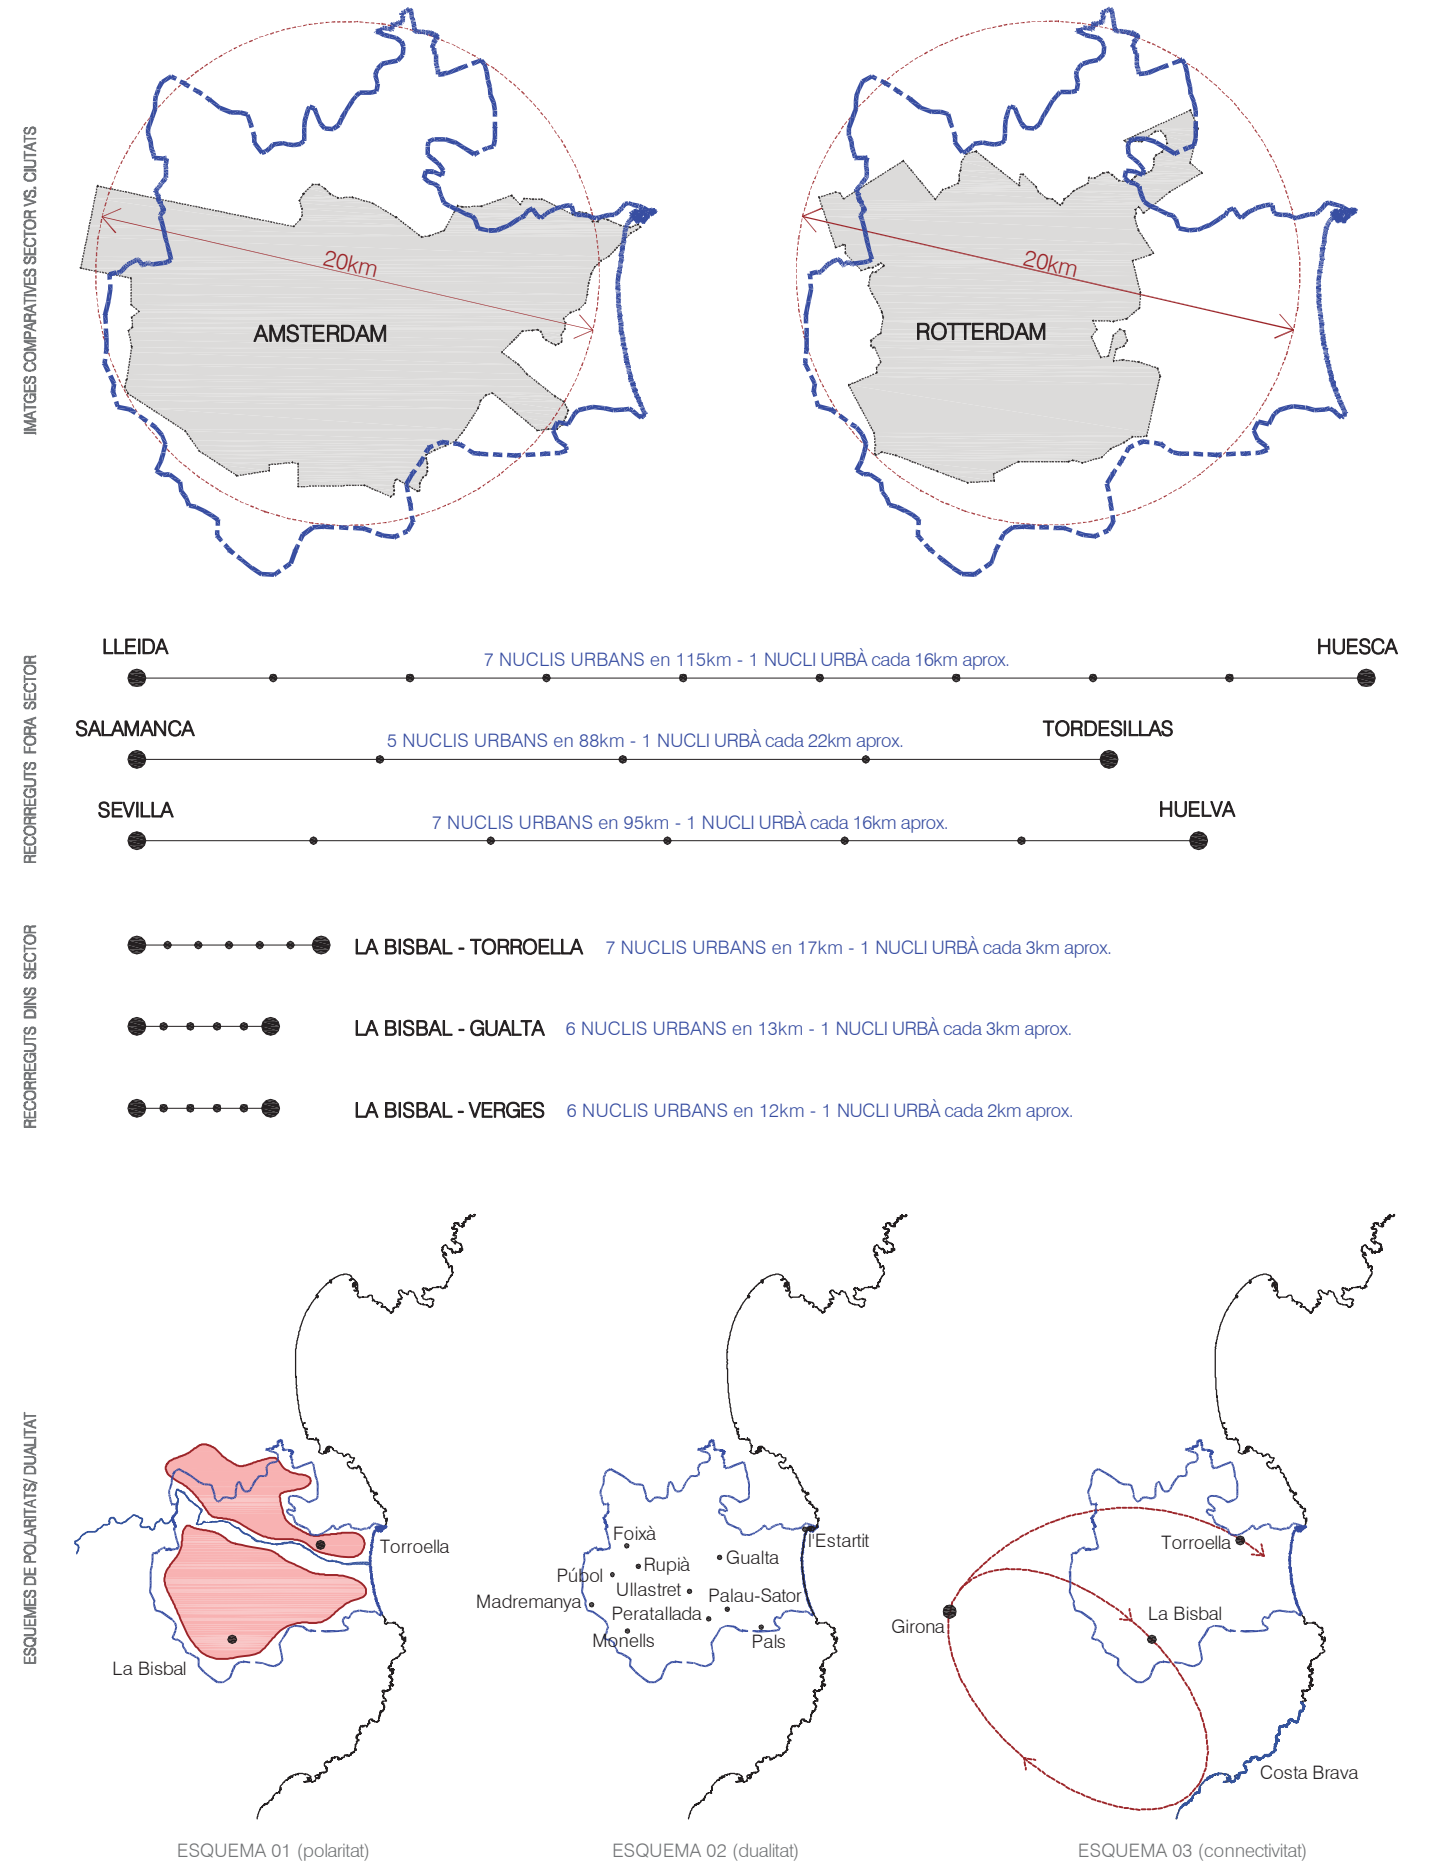 IMATGES COMPARATIVES SECTOR VS. CIUTATS
20km
AMSTERDAM
20km
ROTTERDAM
RECORREGUTS FORA SECTOR
LLEIDA
7 NUCLIS URBANS en 115km - 1 NUCLI URBÀ cada 16km aprox.
HUESCA
SALAMANCA
5 NUCLIS URBANS en 88km - 1 NUCLI URBÀ cada 22km aprox.
TORDESILLAS
SEVILLA
7 NUCLIS URBANS en 95km - 1 NUCLI URBÀ cada 16km aprox.
HUELVA
RECORREGUTS DINS SECTOR
LA BISBAL - TORROELLA 7 NUCLIS URBANS en 17km - 1 NUCLI URBÀ cada 3km aprox.
LA BISBAL - GUALTA 6 NUCLIS URBANS en 13km - 1 NUCLI URBÀ cada 3km aprox.
LA BISBAL - VERGES 6 NUCLIS URBANS en 12km - 1 NUCLI URBÀ cada 2km aprox.
ESQUEMES DE POLARITATS/ DUALITAT
Torroella
La Bisbal
ESQUEMA 01 (polaritat)
Foixà
l'Estartit
Gualta
Rupià
Púbol
Ullastret
Madremanya
Palau-Sator
Peratallada
Monells
Pals
ESQUEMA 02 (dualitat)
Torroella
La Bisbal
Girona
Costa Brava
ESQUEMA 03 (connectivitat)